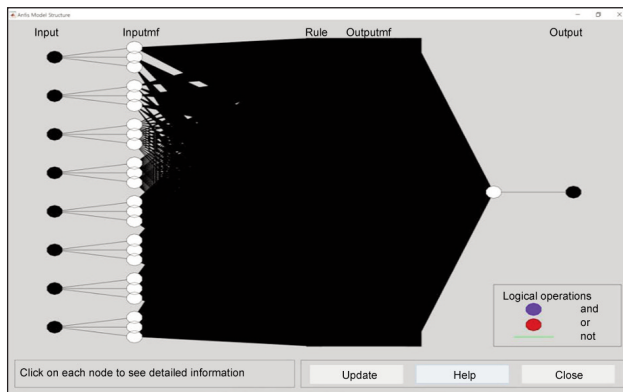 Anfis Model Structure
Input Inputmf Rule Outputmf Output
Logical operations
and
or
not
Click on each node to see detailed information
Update Help Close